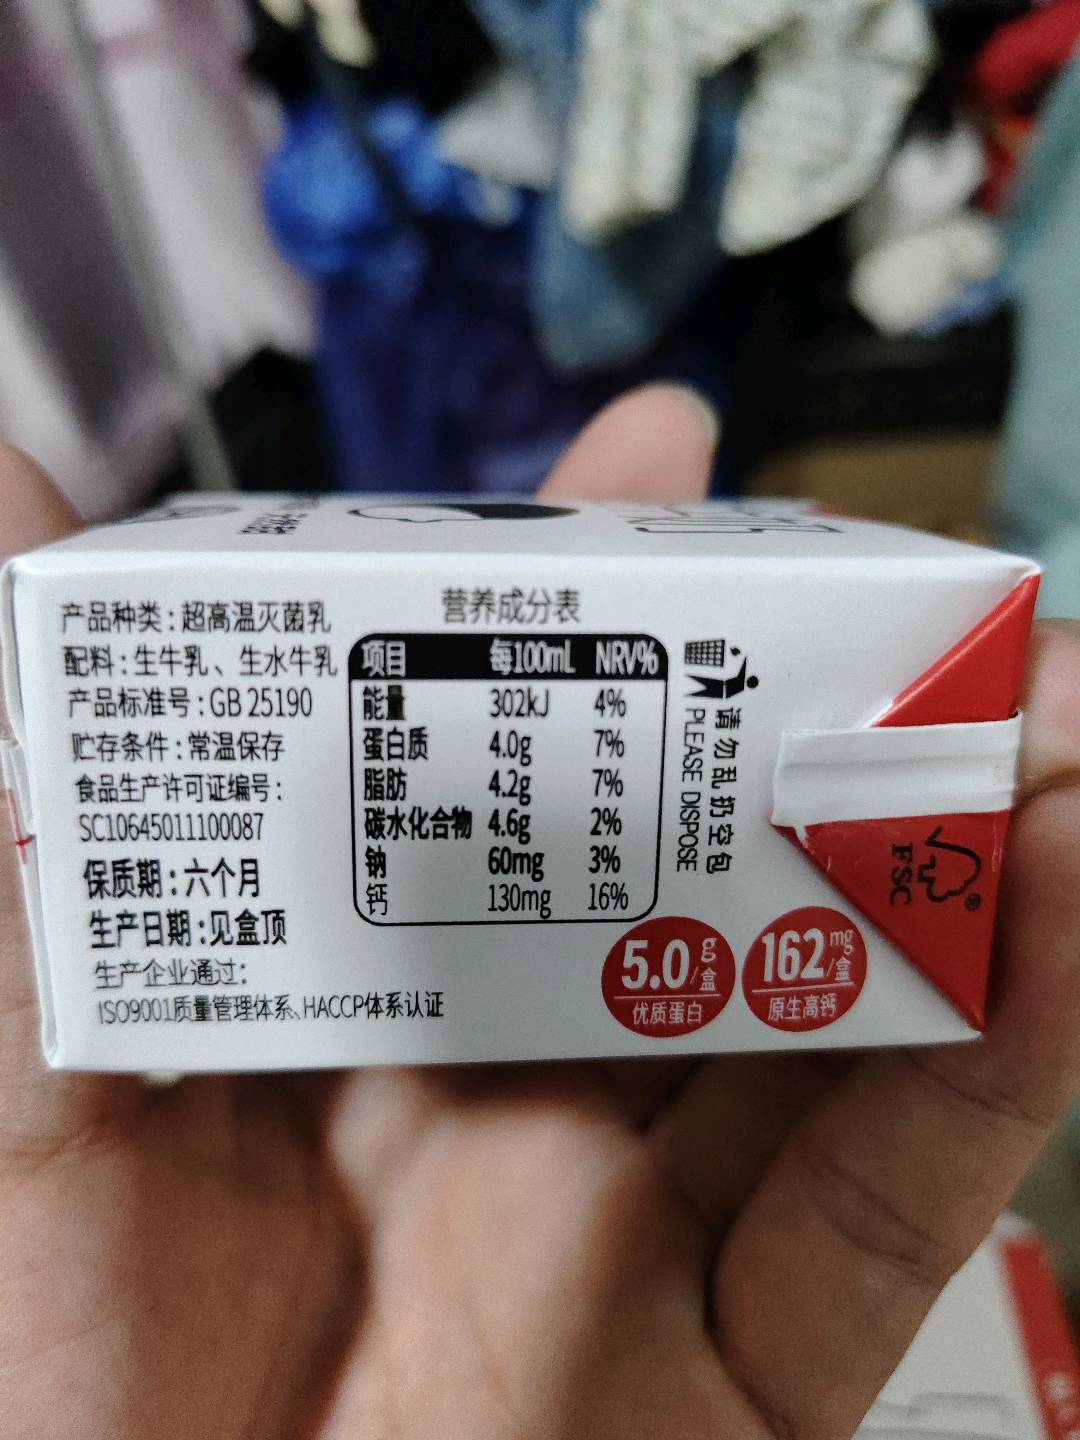 产品种类:超高温灭菌乳
配料:生牛乳、生水牛乳
产品标准号:GB 25190
贮存条件:常温保存
食品生产许可证编号:
SC10645011100087
保质期:六个月
生产日期:见盒顶
生产企业通过:
ISO9001质量管理体系、HACCP体系认证
营养成分表
项目 每100mL NRV%
能量 302kJ 4%
蛋白质 4.0g 7%
脂肪 4.2g 7%
碳水化合物 4.6g 2%
钠 60mg 3%
钙 130mg 16%
请勿乱扔空包
PLEASE DISPOSE
5.0g/盒
优质蛋白
162mg/盒
原生高钙
FSC®